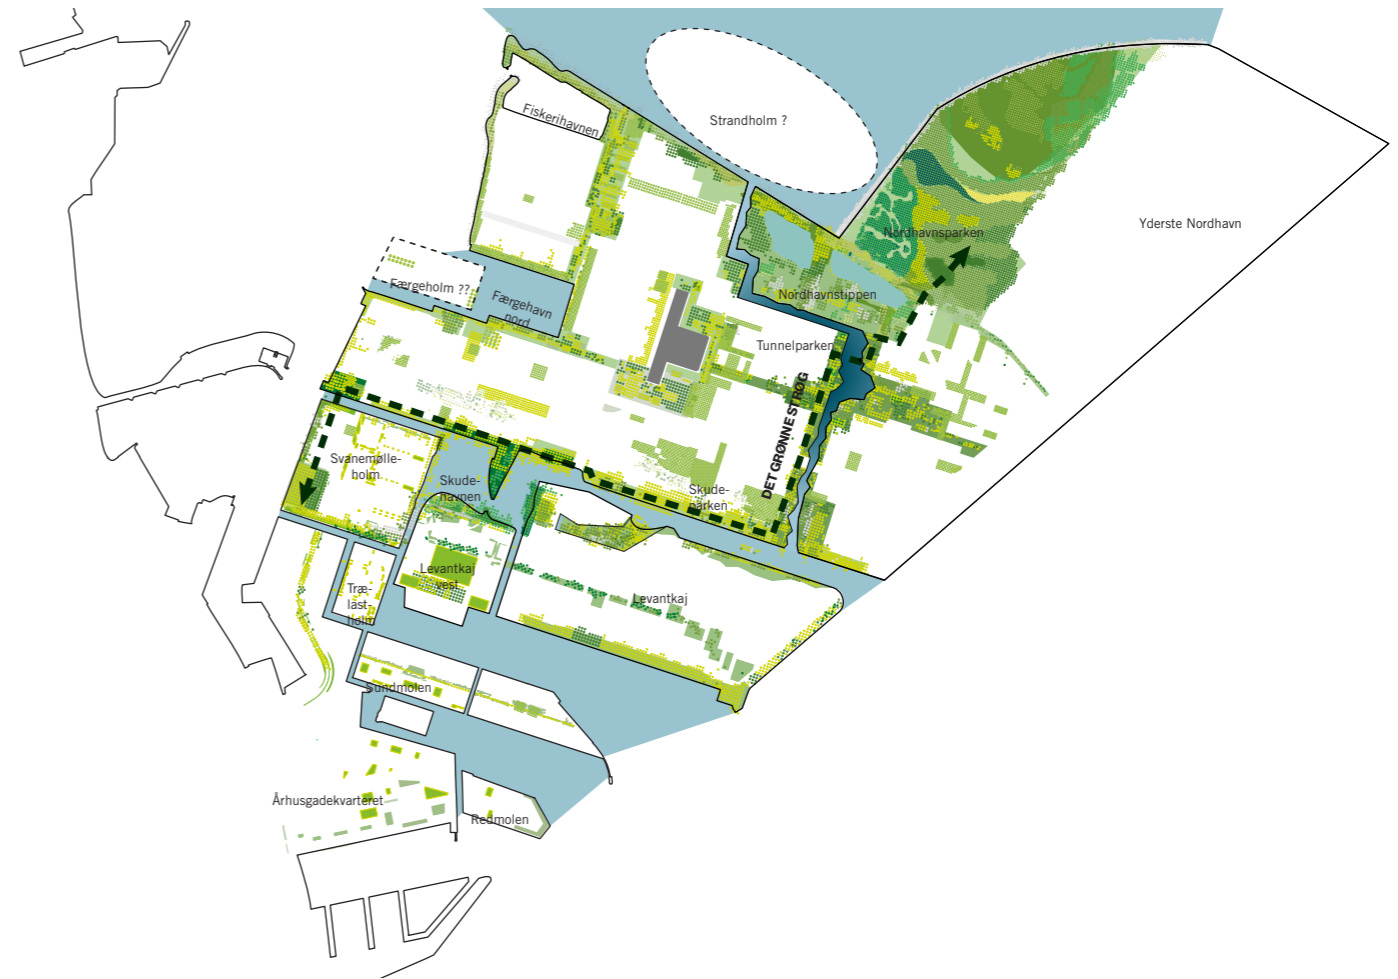 Fiskerihavnen
Strandholm ?
Yderste Nordhavn
Nordhavnsparken
Færgeholm ??
Færgehavn
nord
Nordhavnstippen
Tunnelparken
DET GRØNNE STRØG
Svanemølle-
holm
Skude-
havnen
Skude-
parken
Levantkaj
vest
Træ-
last-
holm
Levantkaj
Sundmolen
Århusgadekvarteret
Redmolen